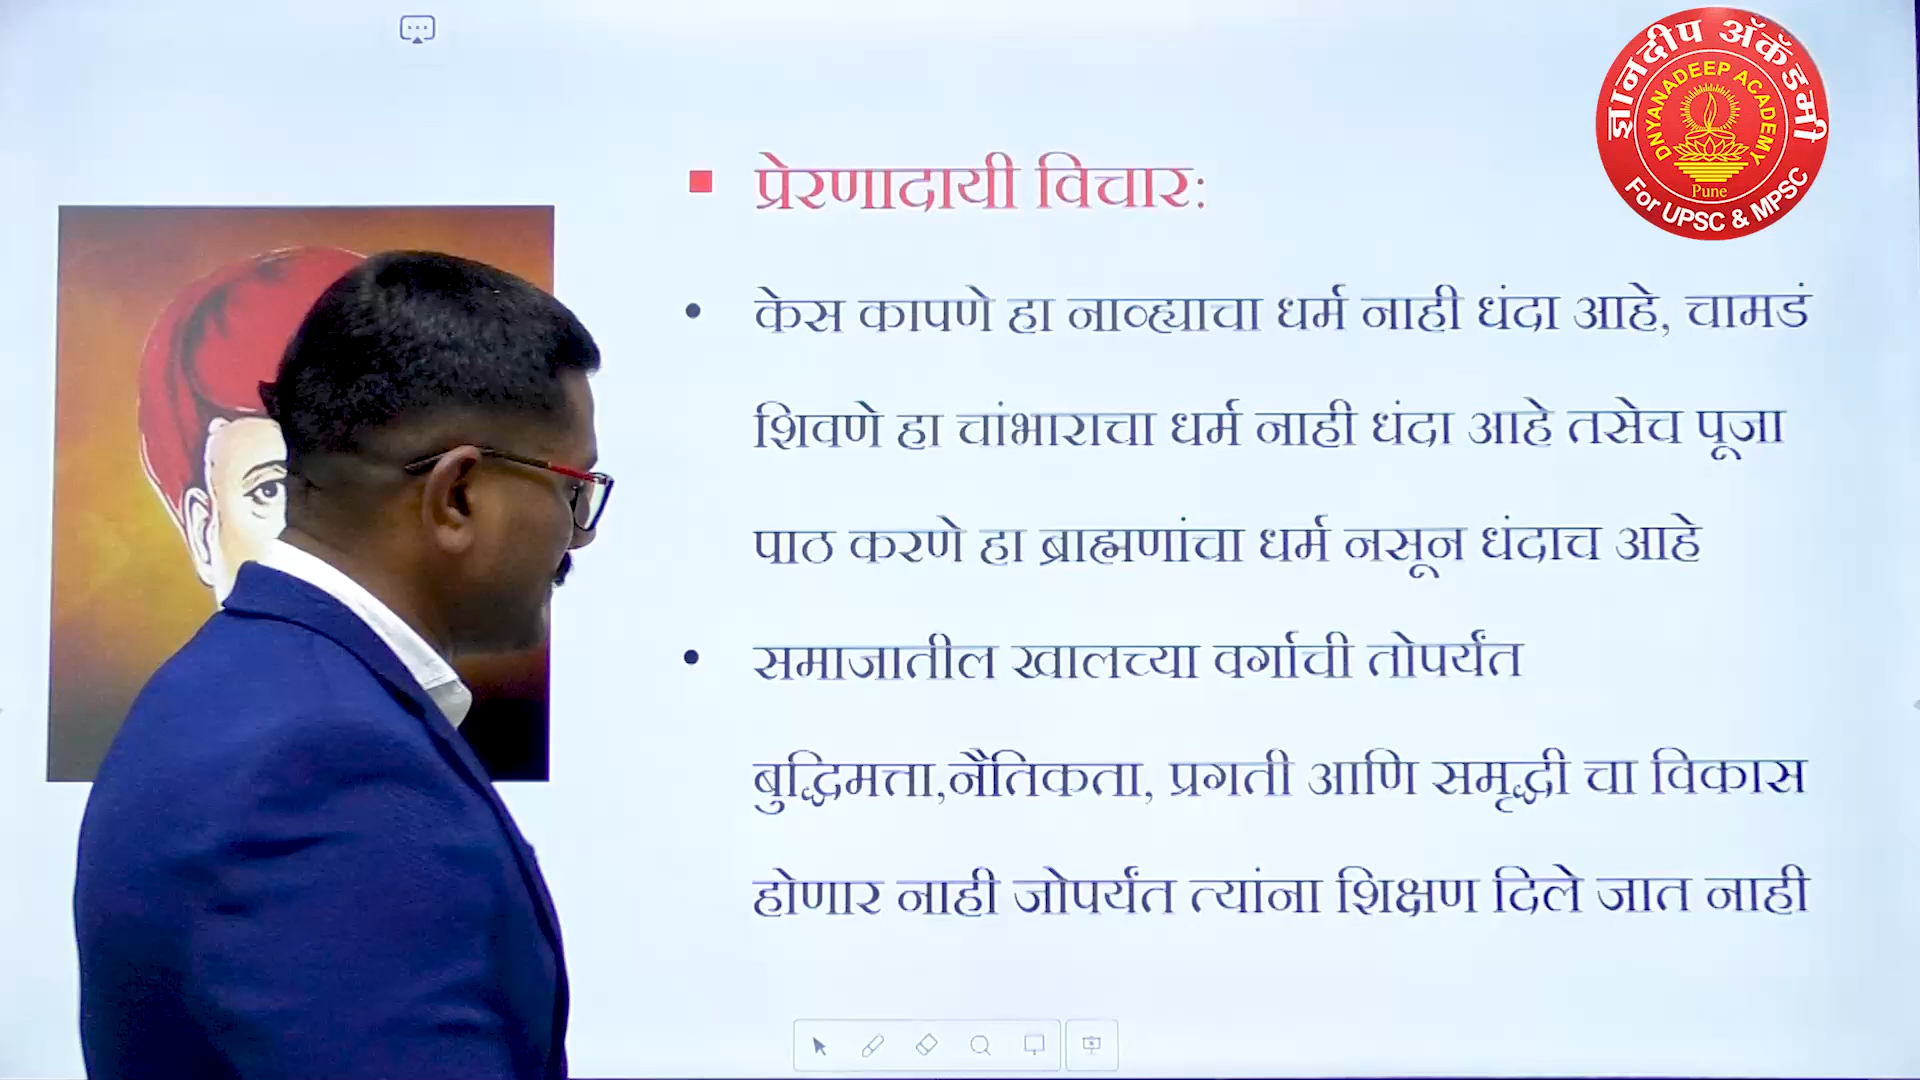 ज्ञानदीप ॲकॅडमी
DNYANADEEP ACADEMY
Pune
For UPSC & MPSC
प्रेरणादायी विचार:
• केस कापणे हा नाव्ह्याचा धर्म नाही धंदा आहे, चामडं
शिवणे हा चांभाराचा धर्म नाही धंदा आहे तसेच पूजा
पाठ करणे हा ब्राह्मणांचा धर्म नसून धंदाच आहे
• समाजातील खालच्या वर्गाची तोपर्यंत
बुद्धिमत्ता,नैतिकता, प्रगती आणि समृद्धी चा विकास
होणार नाही जोपर्यंत त्यांना शिक्षण दिले जात नाही